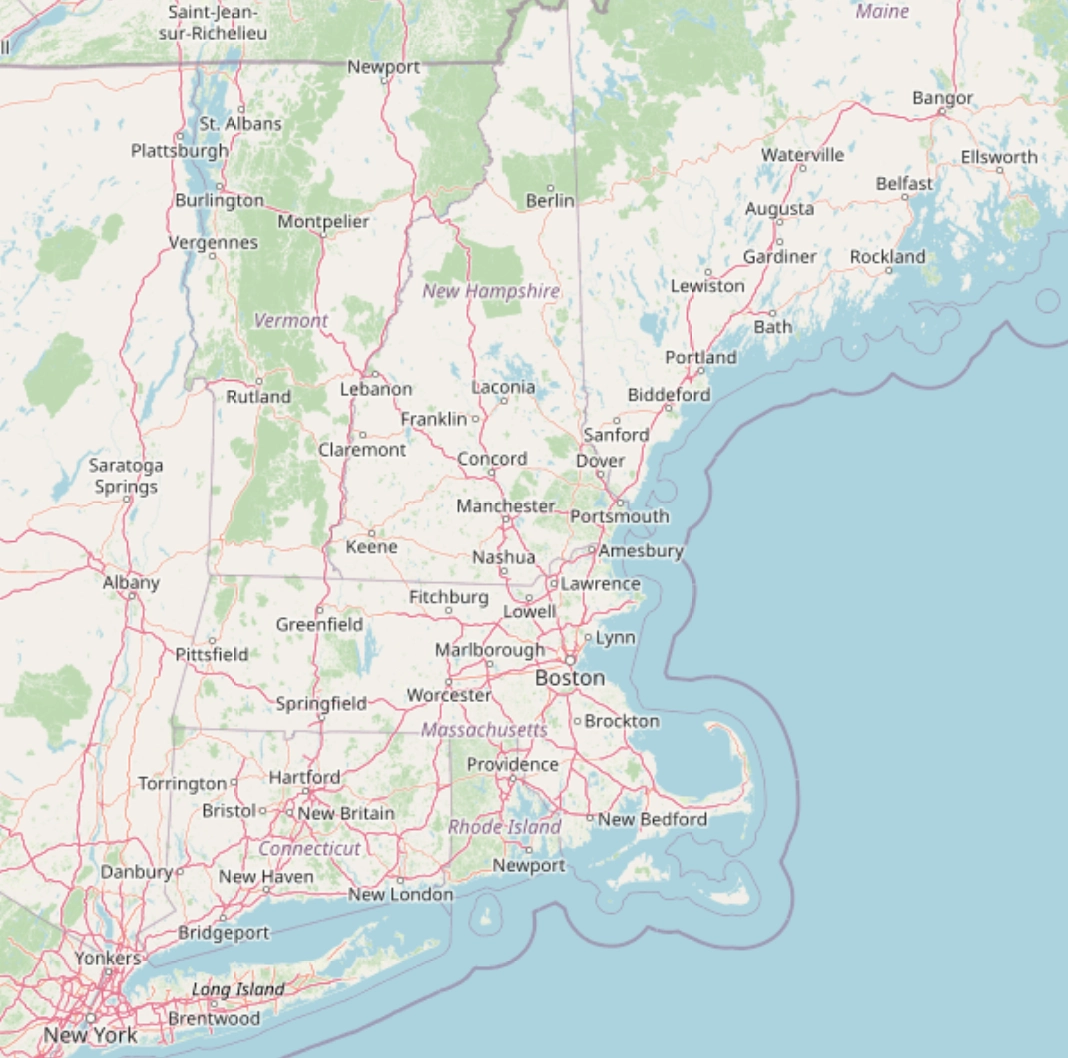 Saint-Jean-
sur-Richelieu
Maine
ll
Newport
Bangor
St. Albans
Plattsburgh
Waterville
Ellsworth
Burlington
Berlin
Belfast
Montpelier
Augusta
Vergennes
Gardiner
Rockland
New Hampshire
Lewiston
Vermont
Bath
Portland
Rutland
Lebanon
Laconia
Biddeford
Franklin
Claremont
Sanford
Concord
Dover
Saratoga
Springs
Manchester
Portsmouth
Keene
Nashua
Amesbury
Albany
Lawrence
Fitchburg
Lowell
Greenfield
Lynn
Pittsfield
Marlborough
Boston
Worcester
Springfield
Brockton
Massachusetts
Providence
Torrington
Hartford
Bristol
New Britain
New Bedford
Rhode Island
Connecticut
Newport
Danbury
New Haven
New London
Bridgeport
Yonkers
Long Island
Brentwood
New York